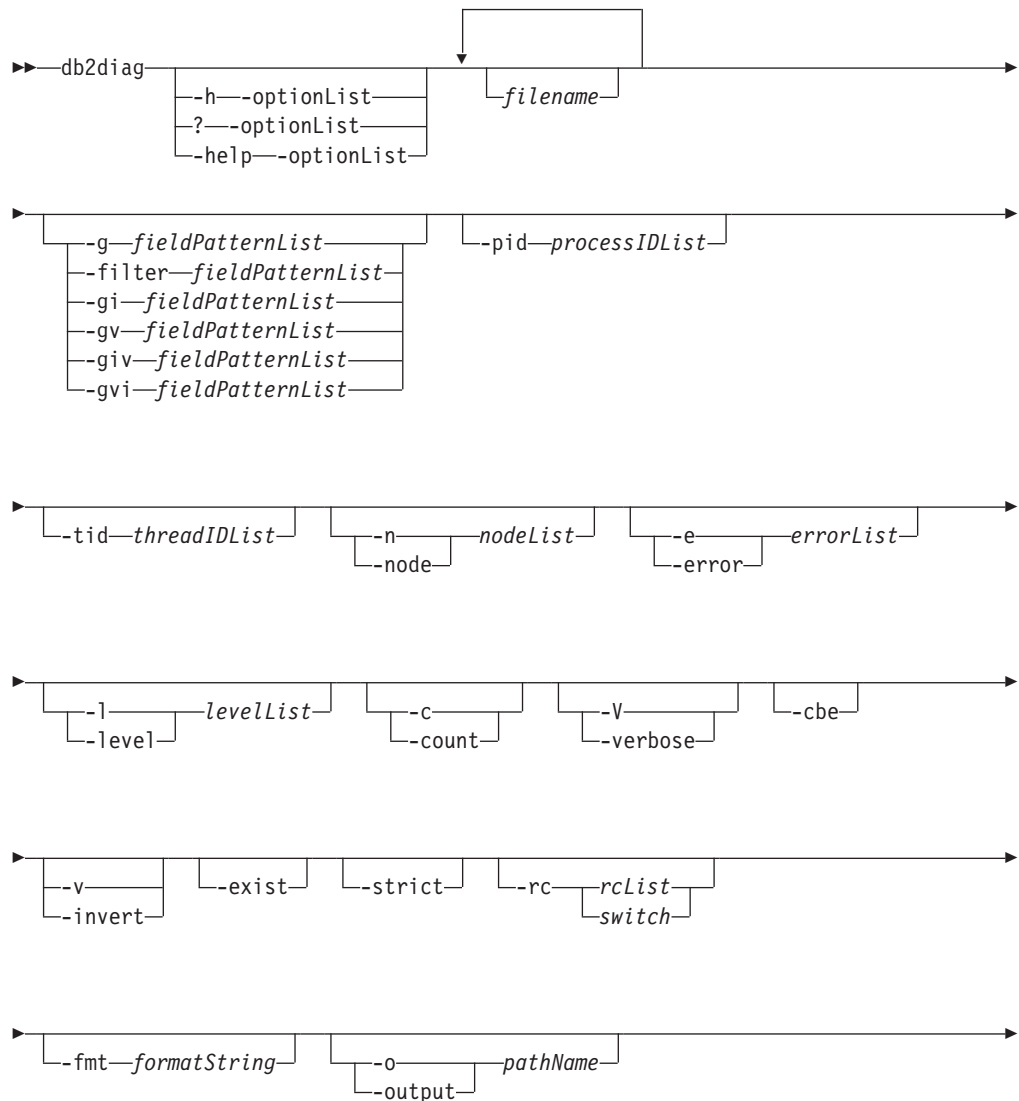 db2diag
-h -optionList
filename
? -optionList
-help -optionList
-g fieldPatternList
-pid processIDList
-filter fieldPatternList
-gi fieldPatternList
-gv fieldPatternList
-giv fieldPatternList
-gvi fieldPatternList
-tid threadIDList
-n nodeList
-e errorList
-node
-error
-l levelList
-c
-V
-cbe
-level
-count
-verbose
-v
-exist
-strict
-rc rcList
-invert
switch
-fmt formatString
-o pathName
-output